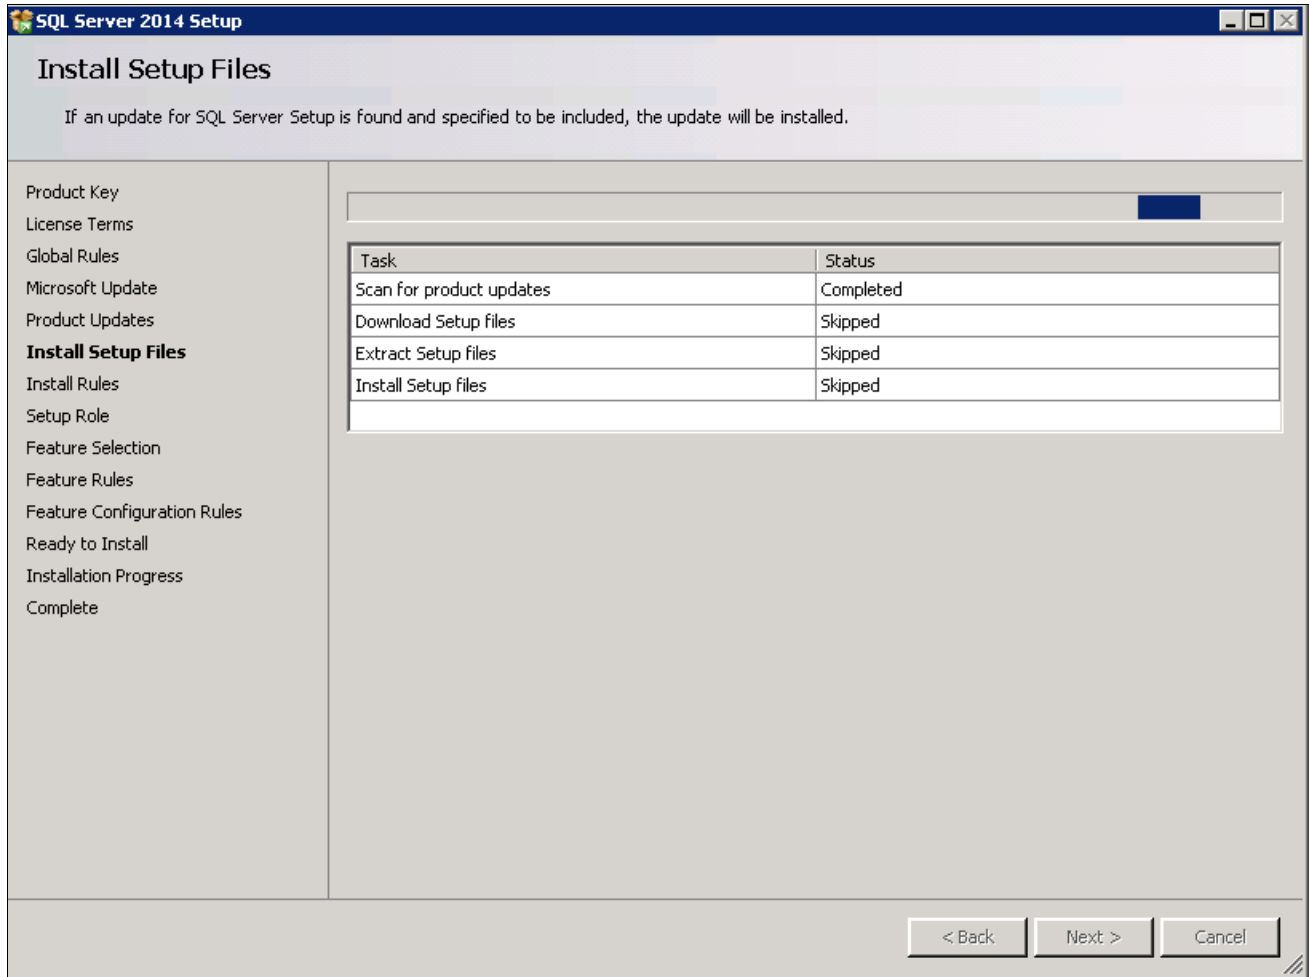 SQL Server 2014 Setup
Install Setup Files
If an update for SQL Server Setup is found and specified to be included, the update will be installed.
Product Key
License Terms
Global Rules
Microsoft Update
Product Updates
Install Setup Files
Install Rules
Setup Role
Feature Selection
Feature Rules
Feature Configuration Rules
Ready to Install
Installation Progress
Complete
Task Status
Scan for product updates Completed
Download Setup files Skipped
Extract Setup files Skipped
Install Setup files Skipped
< Back Next > Cancel